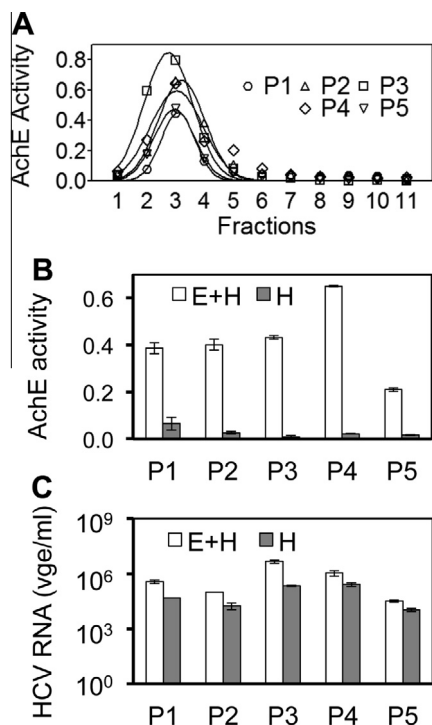 A
AchE Activity
0.8
0.6
0.4
0.2
0.0
P1 P2 P3
P4 P5
1 2 3 4 5 6 7 8 9 10 11
Fractions
B
AchE activity
0.6
0.4
0.2
0.0
E+H H
P1 P2 P3 P4 P5
C
HCV RNA (vge/ml)
10⁹
10⁶
10³
10⁰
E+H H
P1 P2 P3 P4 P5